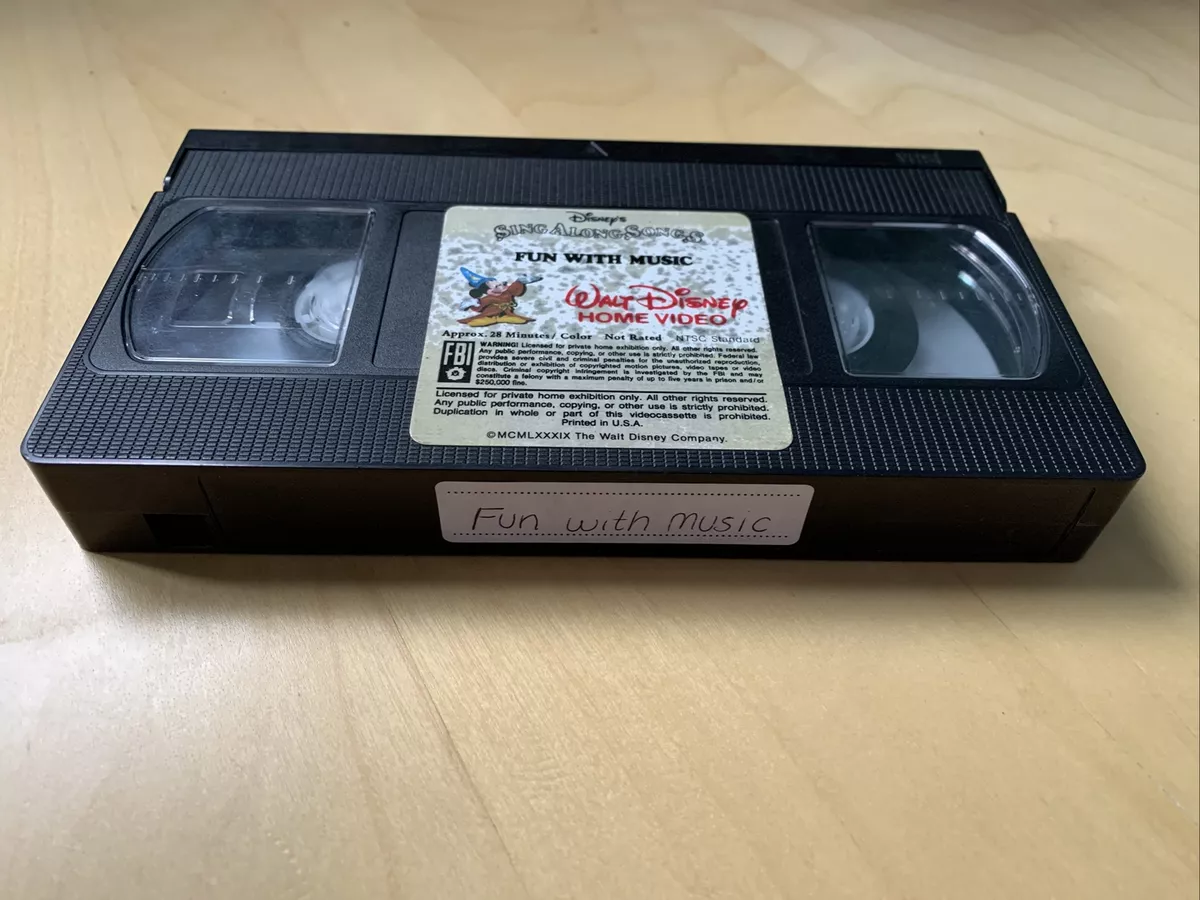 Disney's
Sing Along Songs
FUN WITH MUSIC
WALT DISNEY
HOME VIDEO
Approx. 28 Minutes / Color Not Rated NTSC Standard
FBI
WARNING! Licensed for private home exhibition only. All other rights reserved.
Any public performance, copying, or other use is strictly prohibited. Federal law
provides severe civil and criminal penalties for the unauthorized reproduction,
distribution or exhibition of copyrighted motion pictures, video tapes or video
discs. Criminal copyright infringement is investigated by the FBI and may
constitute a felony with a maximum penalty of up to five years in prison and/or
$250,000 fine.
Licensed for private home exhibition only. All other rights reserved.
Any public performance, copying, or other use is strictly prohibited.
Duplication in whole or part of this videocassette is prohibited.
Printed in U.S.A.
©MCMLXXXIX The Walt Disney Company.
Fun with music